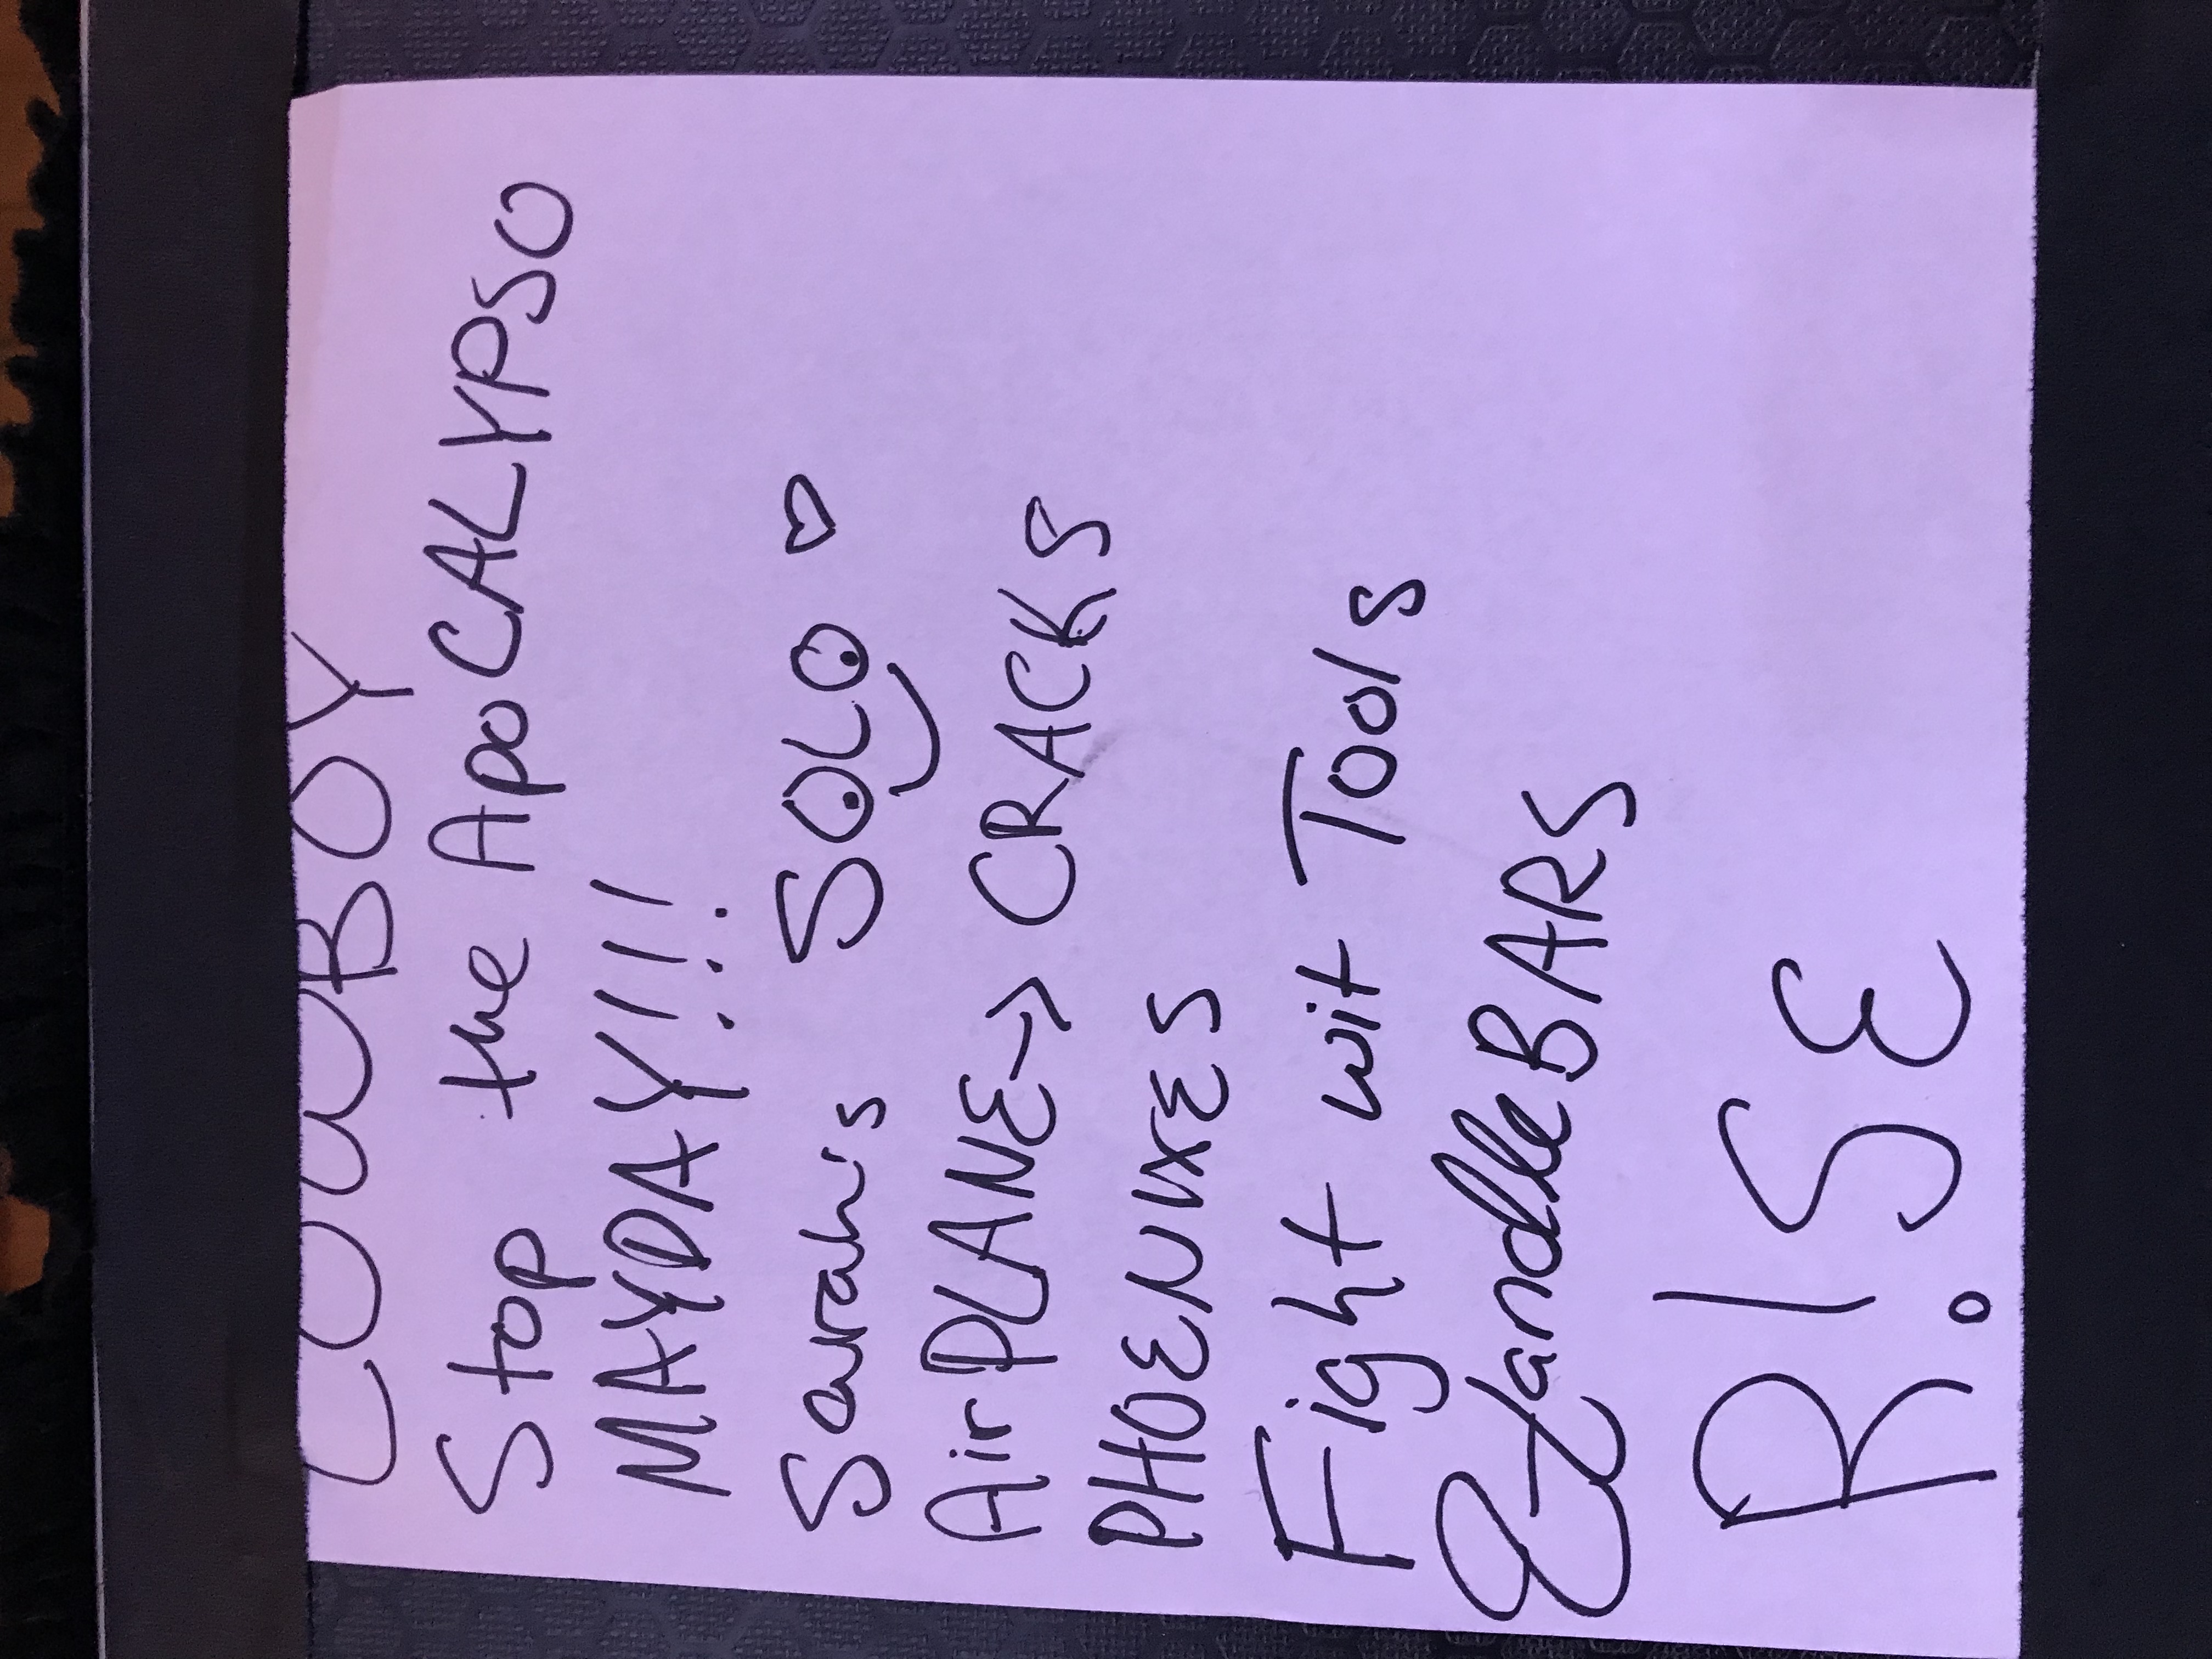 COWBOY
Stop the ApoCALYPSO
MAYDAY!!!
Sarah's SOLO ♡
AirPLANE→ CRACKS
PHOENIXES
Fight wit Tools
HandleBARS
R!SE